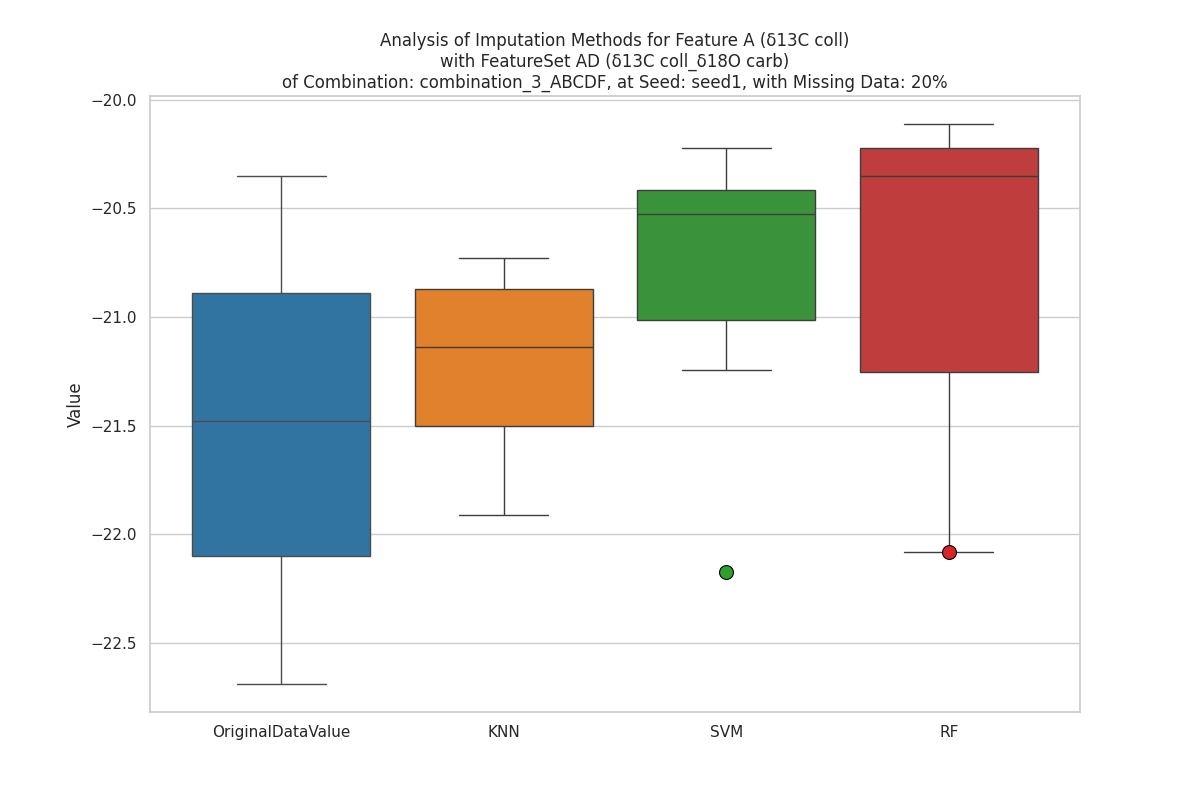 Analysis of Imputation Methods for Feature A (δ13C coll)
with FeatureSet AD (δ13C coll_δ18O carb)
of Combination: combination_3_ABCDF, at Seed: seed1, with Missing Data: 20%
−20.0
−20.5
−21.0
−21.5
−22.0
−22.5
Value
OriginalDataValue
KNN
SVM
RF